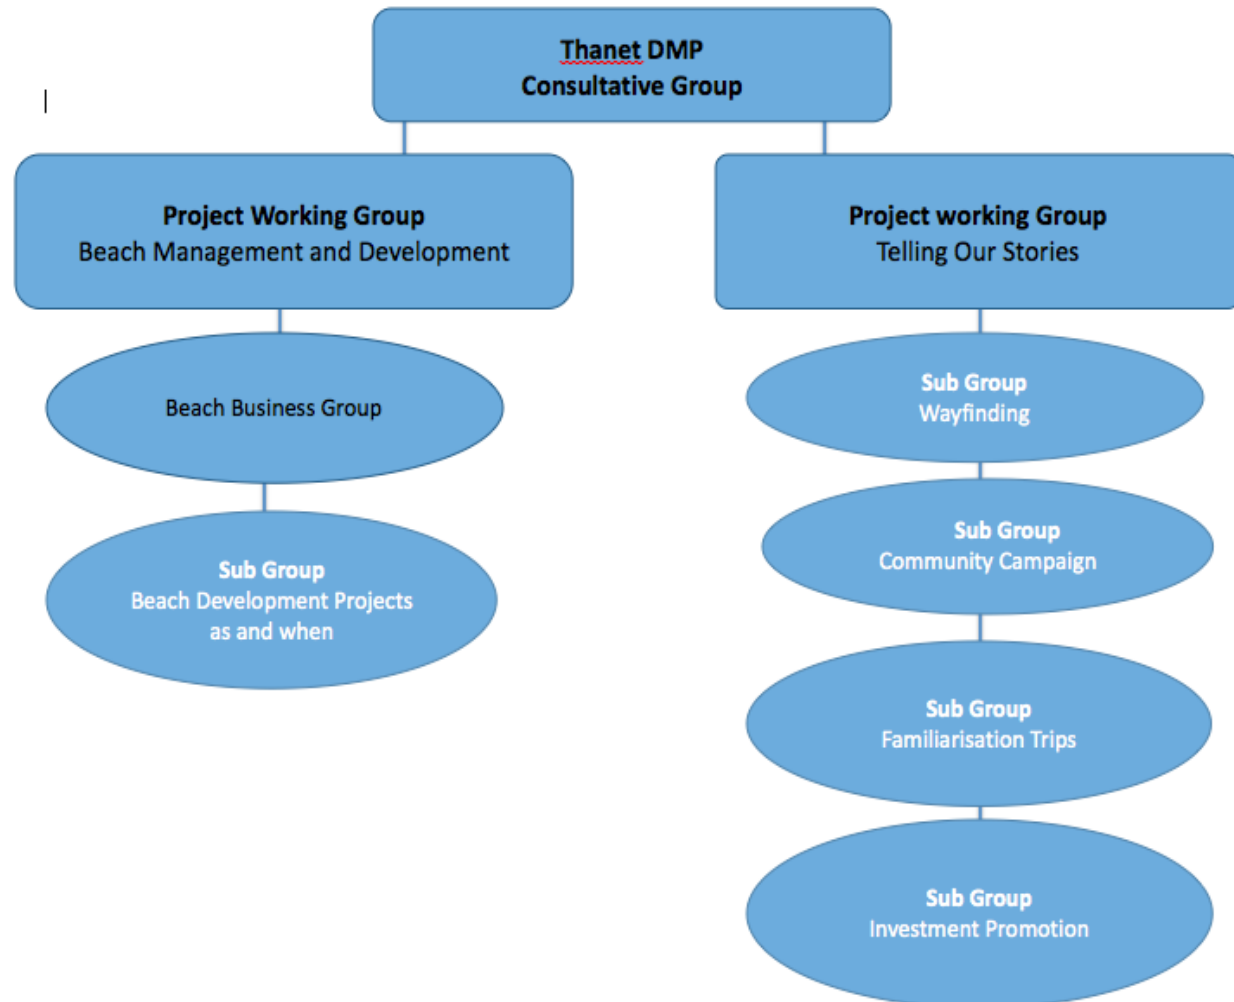 Thanet DMP
Consultative Group
Project Working Group
Beach Management and Development
Project working Group
Telling Our Stories
Beach Business Group
Sub Group
Beach Development Projects
as and when
Sub Group
Wayfinding
Sub Group
Community Campaign
Sub Group
Familiarisation Trips
Sub Group
Investment Promotion